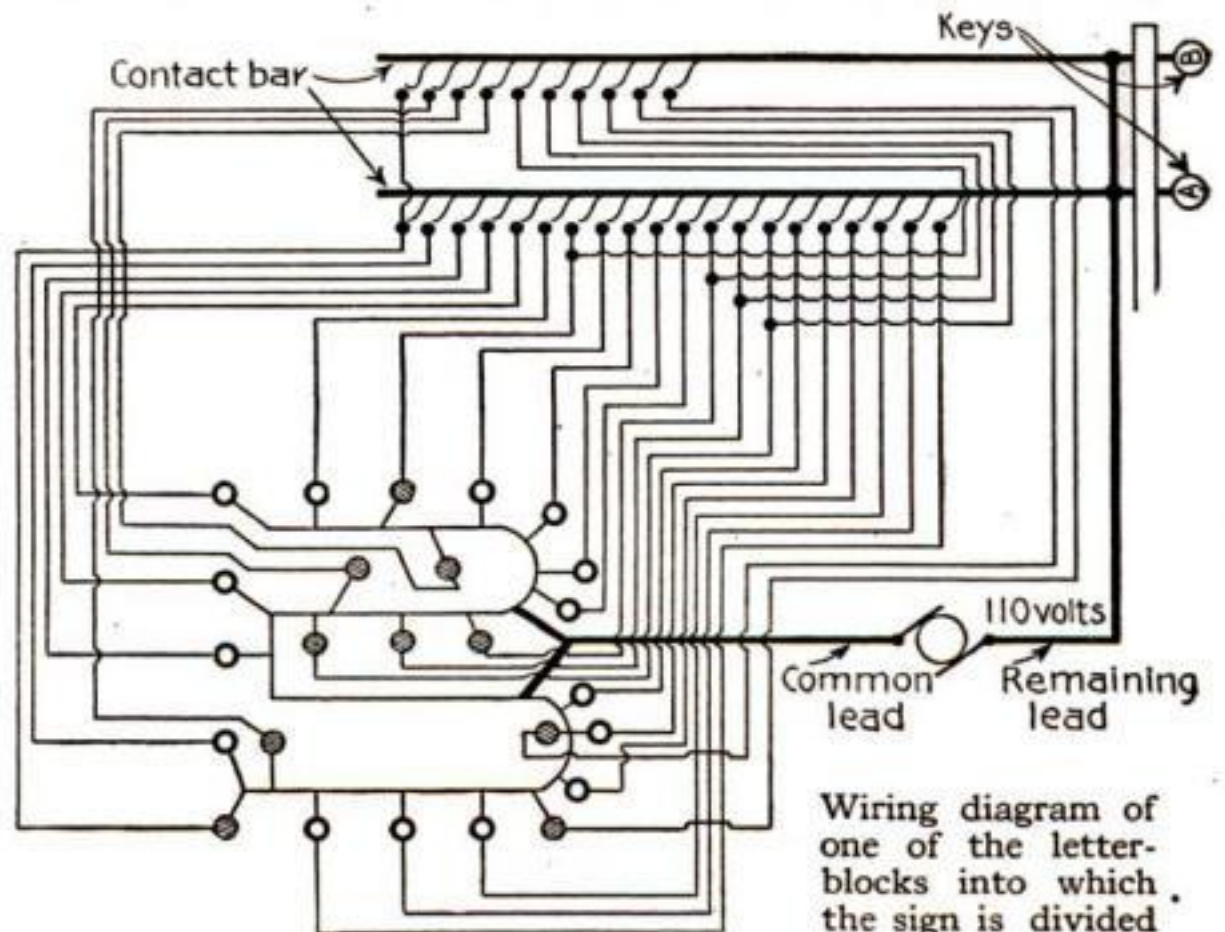 Keys
B
Contact bar
A
110 volts
Common
lead
Remaining
lead
Wiring diagram of
one of the letter-
blocks into which
the sign is divided